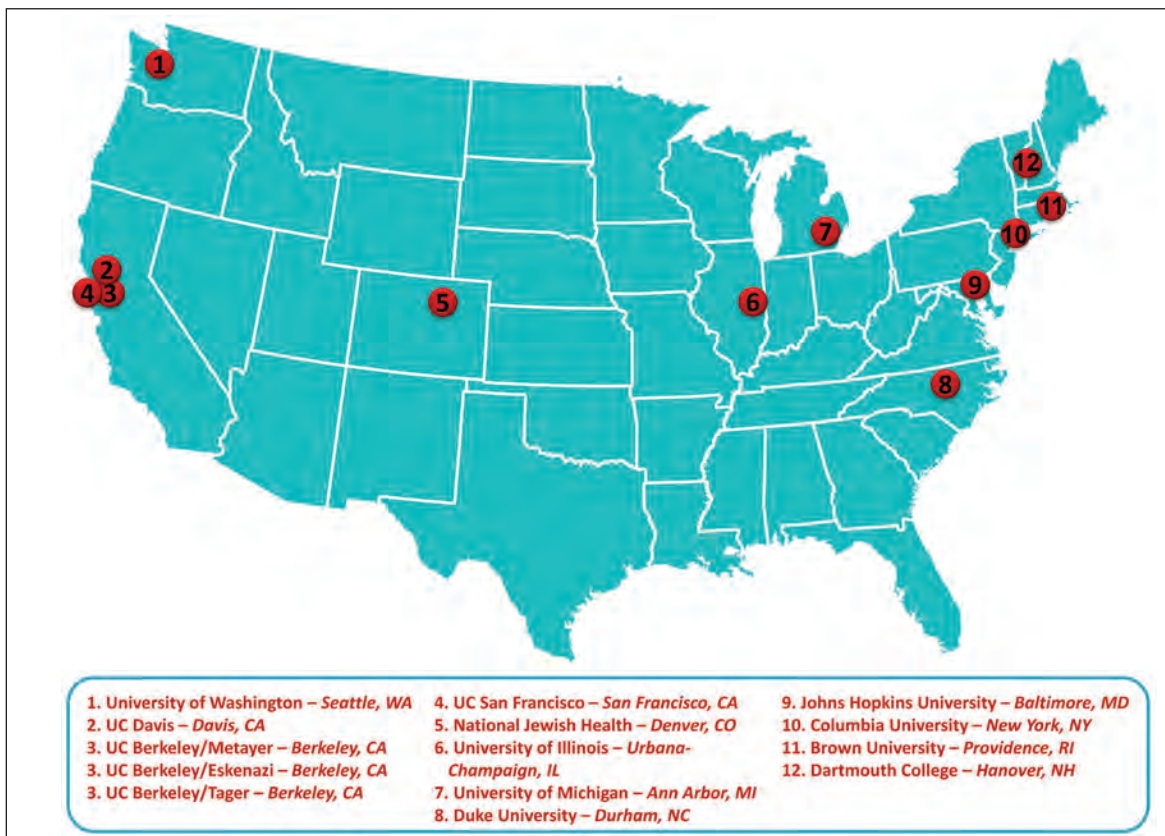 1
12
11
7
10
2
4
3
5
6
9
8
1. University of Washington – Seattle, WA
2. UC Davis – Davis, CA
3. UC Berkeley/Metayer – Berkeley, CA
3. UC Berkeley/Eskenazi – Berkeley, CA
3. UC Berkeley/Tager – Berkeley, CA
4. UC San Francisco – San Francisco, CA
5. National Jewish Health – Denver, CO
6. University of Illinois – Urbana-
Champaign, IL
7. University of Michigan – Ann Arbor, MI
8. Duke University – Durham, NC
9. Johns Hopkins University – Baltimore, MD
10. Columbia University – New York, NY
11. Brown University – Providence, RI
12. Dartmouth College – Hanover, NH